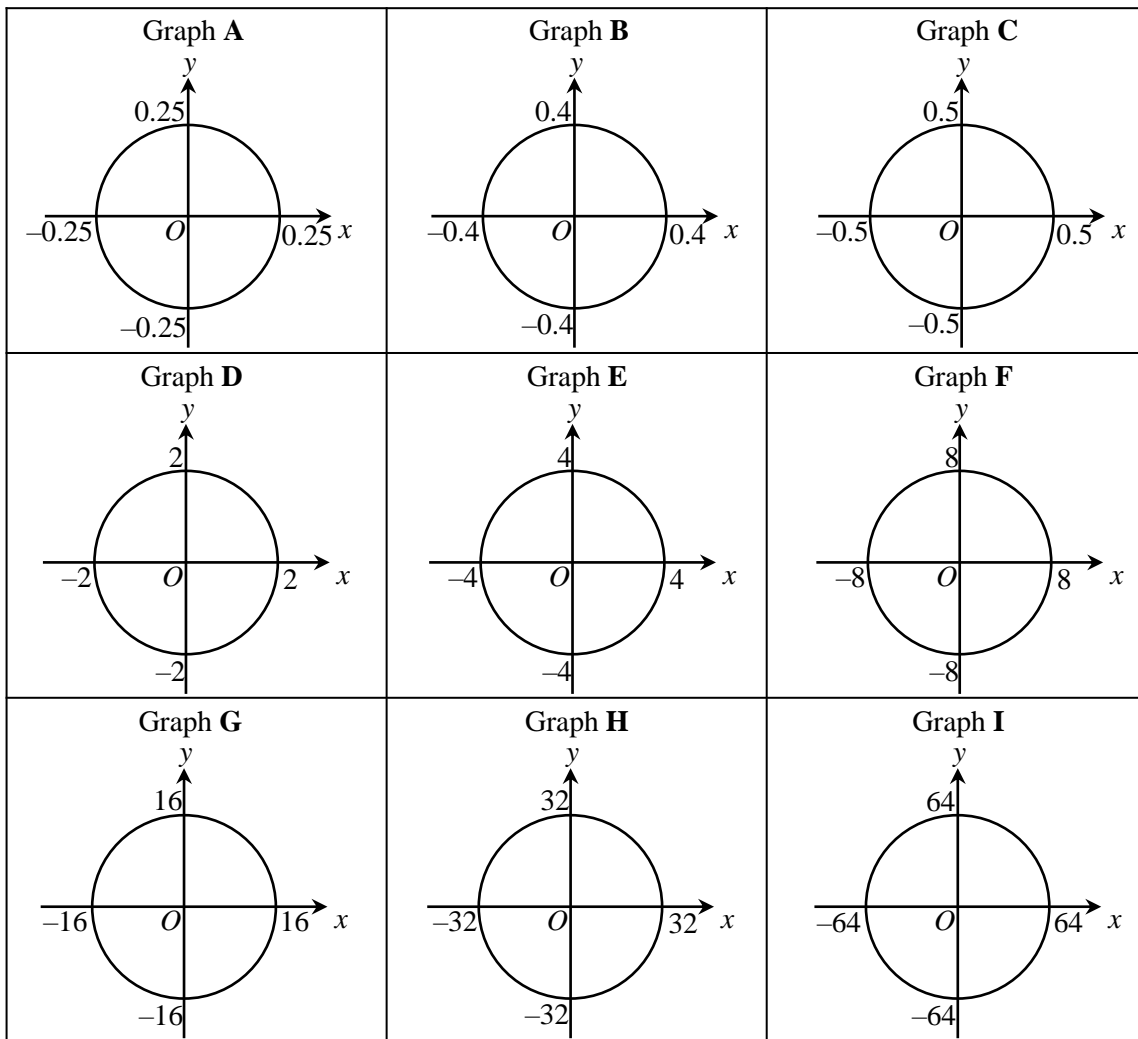 Graph A
y
0.25
–0.25
O
0.25
x
–0.25
Graph B
y
0.4
–0.4
O
0.4
x
–0.4
Graph C
y
0.5
–0.5
O
0.5
x
–0.5
Graph D
y
2
–2
O
2
x
–2
Graph E
y
4
–4
O
4
x
–4
Graph F
y
8
–8
O
8
x
–8
Graph G
y
16
–16
O
16
x
–16
Graph H
y
32
–32
O
32
x
–32
Graph I
y
64
–64
O
64
x
–64